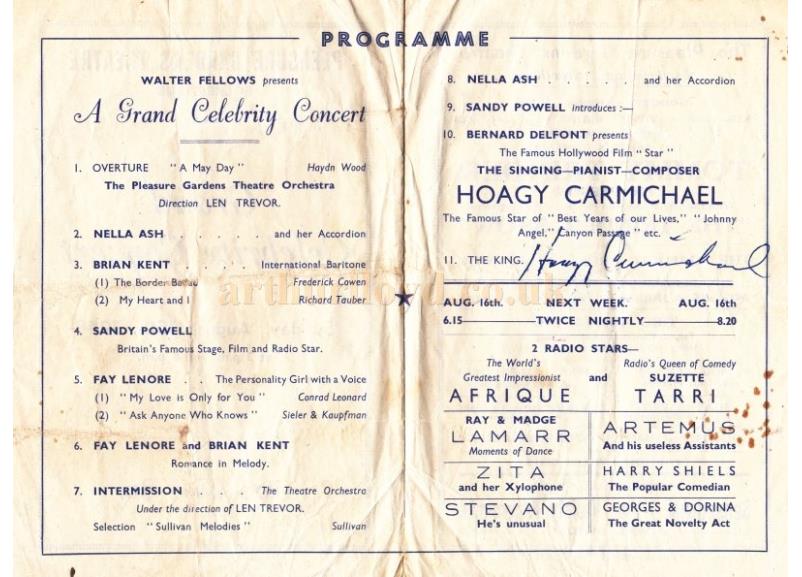 PROGRAMME
WALTER FELLOWS presents
A Grand Celebrity Concert
1. OVERTURE "A May Day" Haydn Wood
The Pleasure Gardens Theatre Orchestra
Direction LEN TREVOR.
2. NELLA ASH . . . . . and her Accordion
3. BRIAN KENT . . . International Baritone
(1) The Border Frederick Cowen
(2) My Heart and I Richard Tauber
4. SANDY POWELL
Britain's Famous Stage, Film and Radio Star.
5. FAY LENORE . . The Personality Girl with a Voice
(1) "My Love is Only for You" Conrad Leonard
(2) "Ask Anyone Who Knows" Sieler & Kaupfman
6. FAY LENORE and BRIAN KENT
Romance in Melody.
7. INTERMISSION . . . The Theatre Orchestra
Under the direction of LEN TREVOR.
Selection "Sullivan Melodies" Sullivan
8. NELLA ASH . . . . . and her Accordion
9. SANDY POWELL introduces :—
10. BERNARD DELFONT presents
The Famous Hollywood Film "Star"
THE SINGING—PIANIST—COMPOSER
HOAGY CARMICHAEL
The Famous Star of "Best Years of our Lives," "Johnny
Angel," "Canyon Passage" etc.
11. THE KING. Hoagy Carmichael
AUG. 16th. NEXT WEEK. AUG. 16th
6.15——TWICE NIGHTLY——8.20
2 RADIO STARS—
The World's
Greatest Impressionist
AFRIQUE
and
Radio's Queen of Comedy
SUZETTE
TARRI
RAY & MADGE
LAMARR
Moments of Dance
ARTEMUS
And his useless Assistants
ZITA
and her Xylophone
HARRY SHIELS
The Popular Comedian
STEVANO
He's unusual
GEORGES & DORINA
The Great Novelty Act
arthurlloyd.co.uk